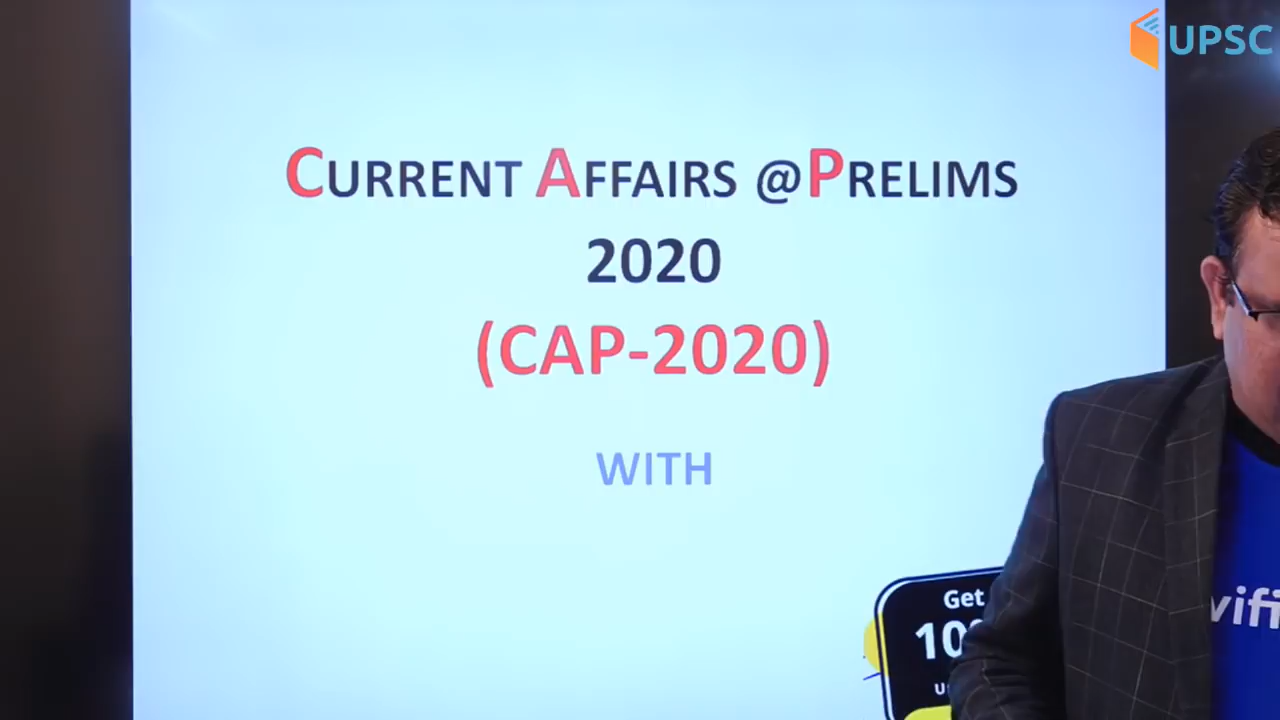 UPSC
CURRENT AFFAIRS @PRELIMS
2020
(CAP-2020)
WITH
Get